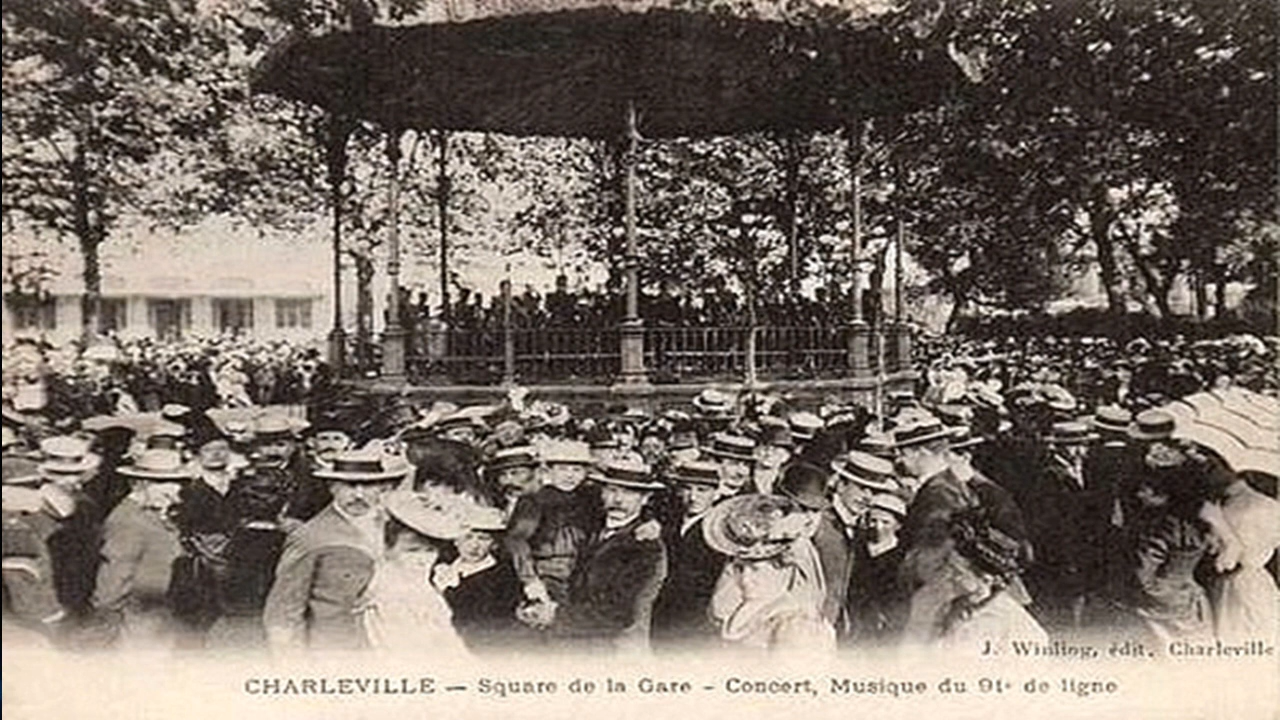 J. Winling, édit. Charleville
CHARLEVILLE — Square de la Gare - Concert, Musique du 91e de ligne